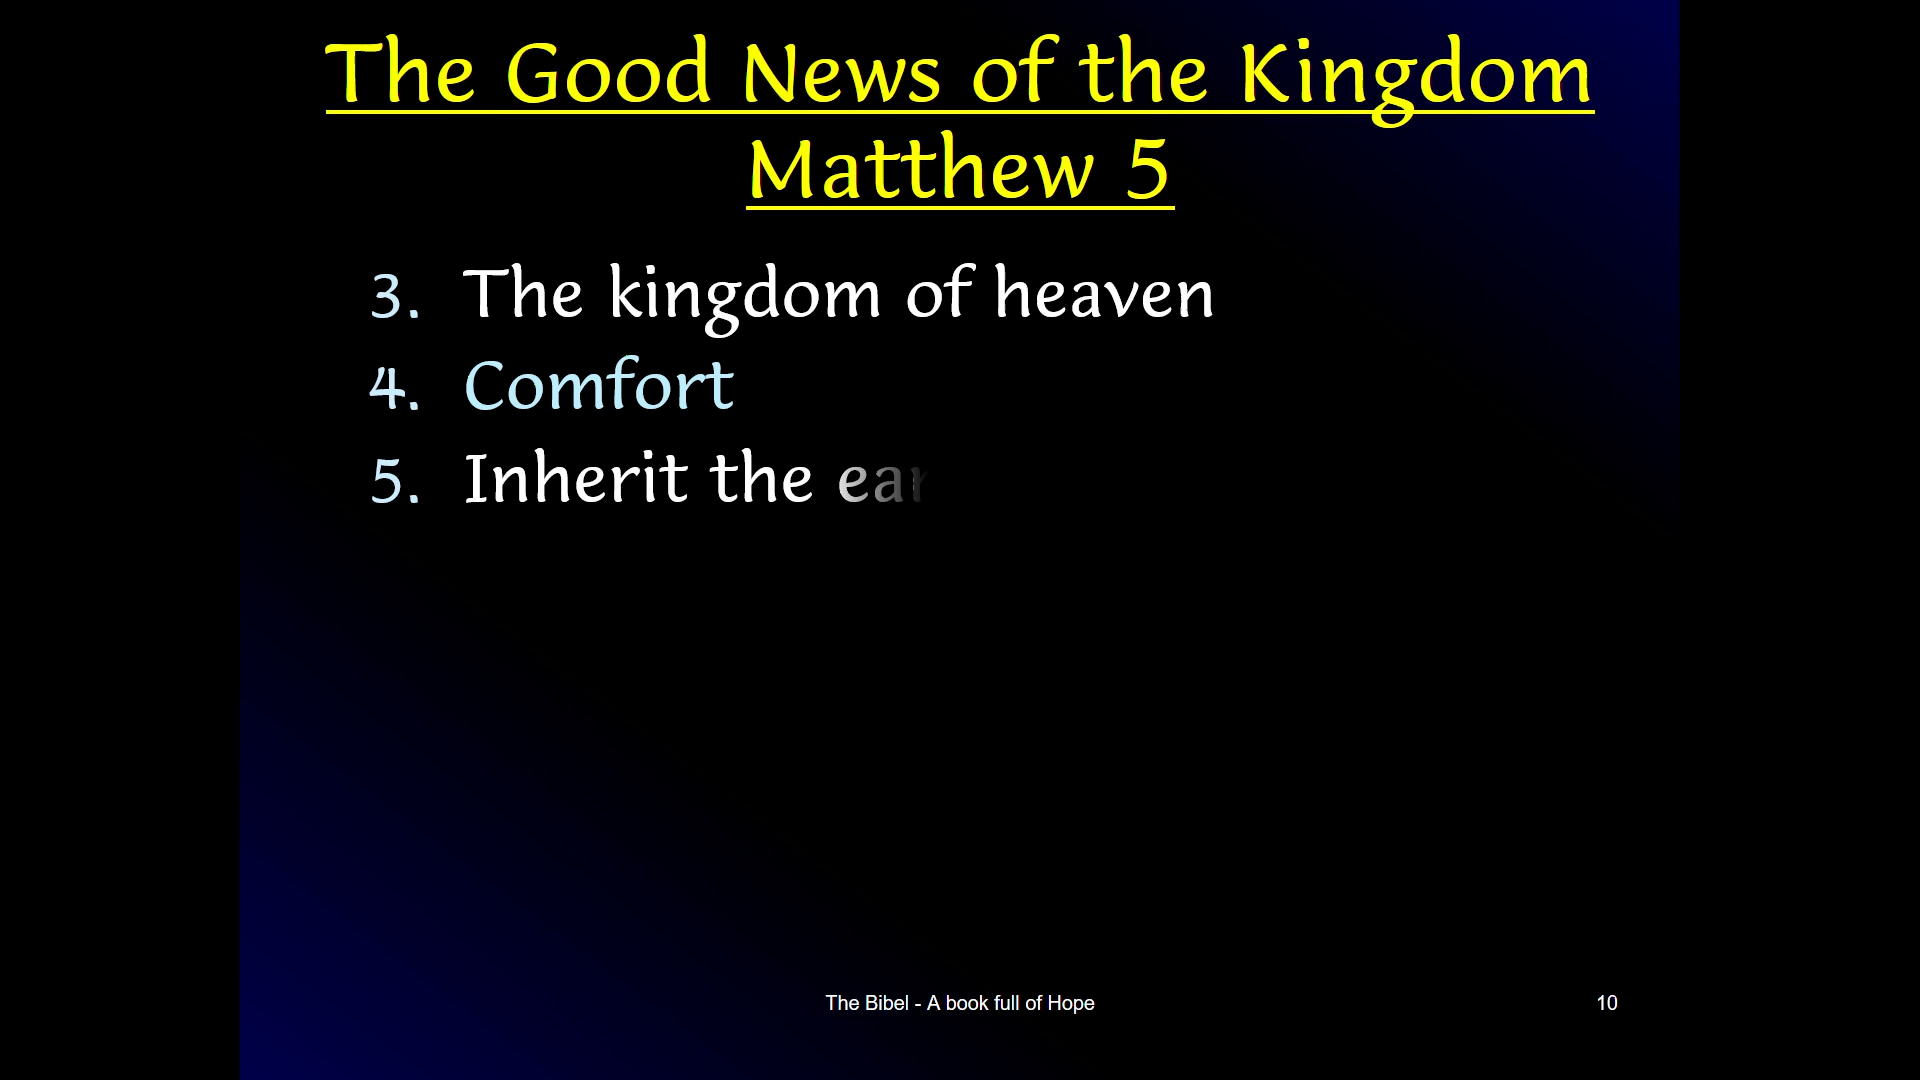 The Good News of the Kingdom
Matthew 5
3. The kingdom of heaven
4. Comfort
5. Inherit the ear
The Bibel - A book full of Hope
10